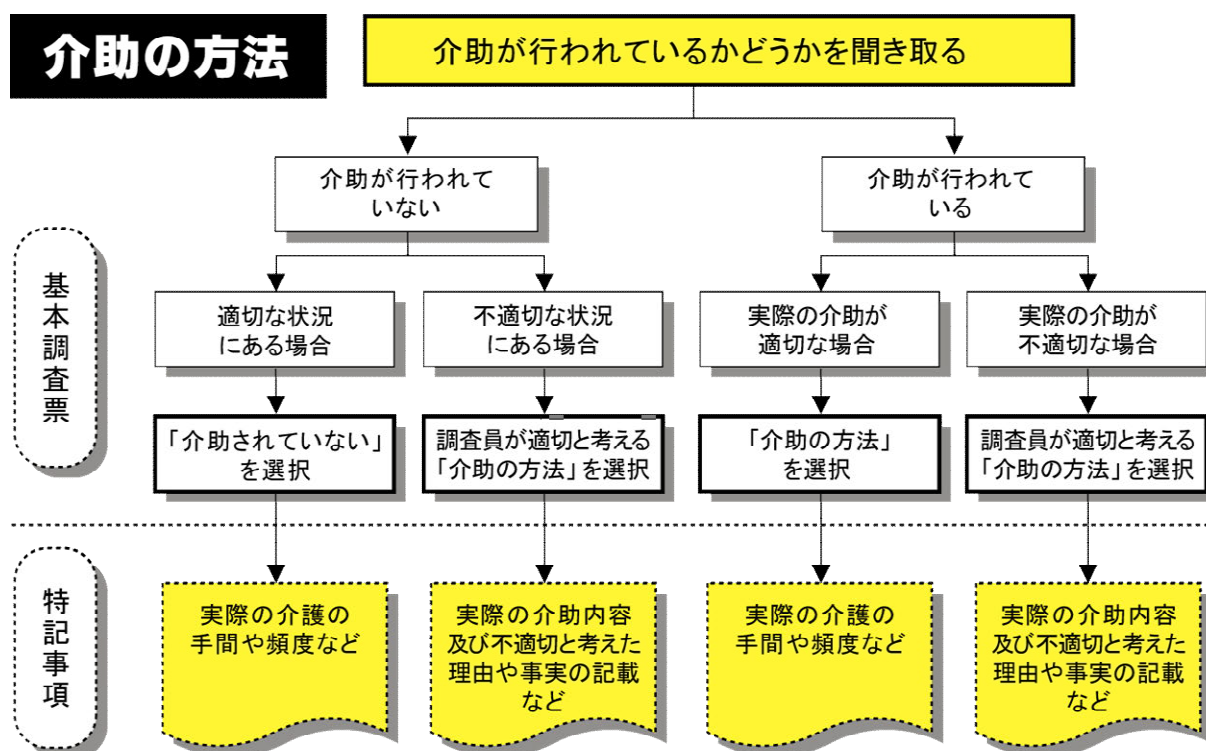 介助の方法
介助が行われているかどうかを聞き取る
介助が行われて
いない
介助が行われて
いる
基本調査票
適切な状況
にある場合
不適切な状況
にある場合
実際の介助が
適切な場合
実際の介助が
不適切な場合
「介助されていない」
を選択
調査員が適切と考える
「介助の方法」を選択
「介助の方法」
を選択
調査員が適切と考える
「介助の方法」を選択
特記事項
実際の介護の
手間や頻度など
実際の介助内容
及び不適切と考えた
理由や事実の記載
など
実際の介護の
手間や頻度など
実際の介助内容
及び不適切と考えた
理由や事実の記載
など